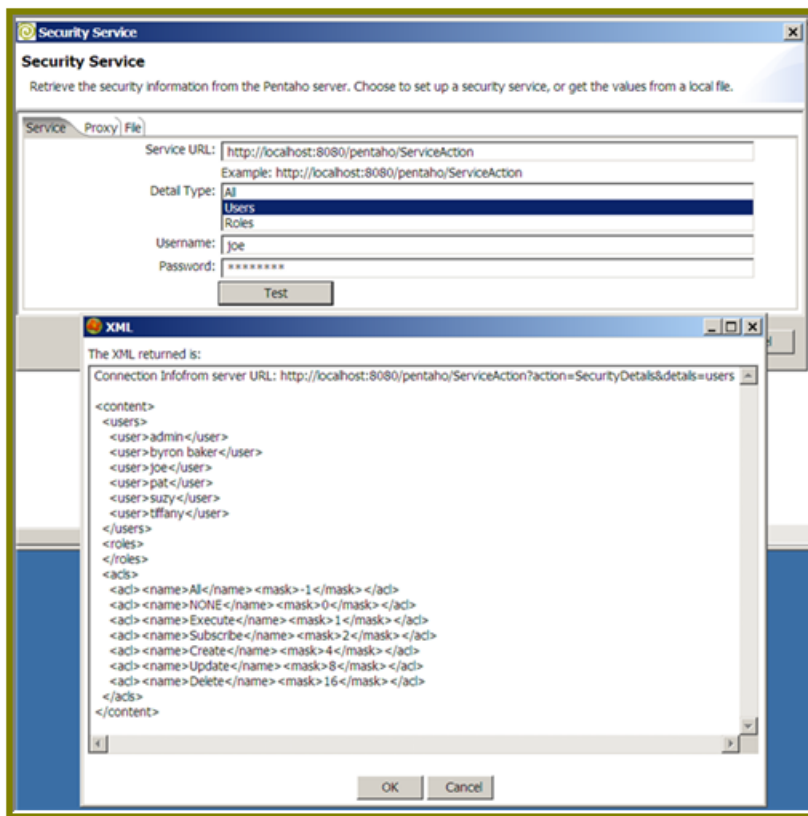 Security Service
Security Service
Retrieve the security information from the Pentaho server. Choose to set up a security service, or get the values from a local file.
Service Proxy File
Service URL: http://localhost:8080/pentaho/ServiceAction
Example: http://localhost:8080/pentaho/ServiceAction
Detail Type: All
Users
Roles
Username: joe
Password: ********
Test
XML
The XML returned is:
Connection Infofrom server URL: http://localhost:8080/pentaho/ServiceAction?action=SecurityDetails&details=users
<content>
<users>
<user>admin</user>
<user>byron baker</user>
<user>joe</user>
<user>pat</user>
<user>suzy</user>
<user>tiffany</user>
</users>
<roles>
</roles>
<acls>
<acl><name>All</name><mask>-1</mask></acl>
<acl><name>NONE</name><mask>0</mask></acl>
<acl><name>Execute</name><mask>1</mask></acl>
<acl><name>Subscribe</name><mask>2</mask></acl>
<acl><name>Create</name><mask>4</mask></acl>
<acl><name>Update</name><mask>8</mask></acl>
<acl><name>Delete</name><mask>16</mask></acl>
</acls>
</content>
OK Cancel